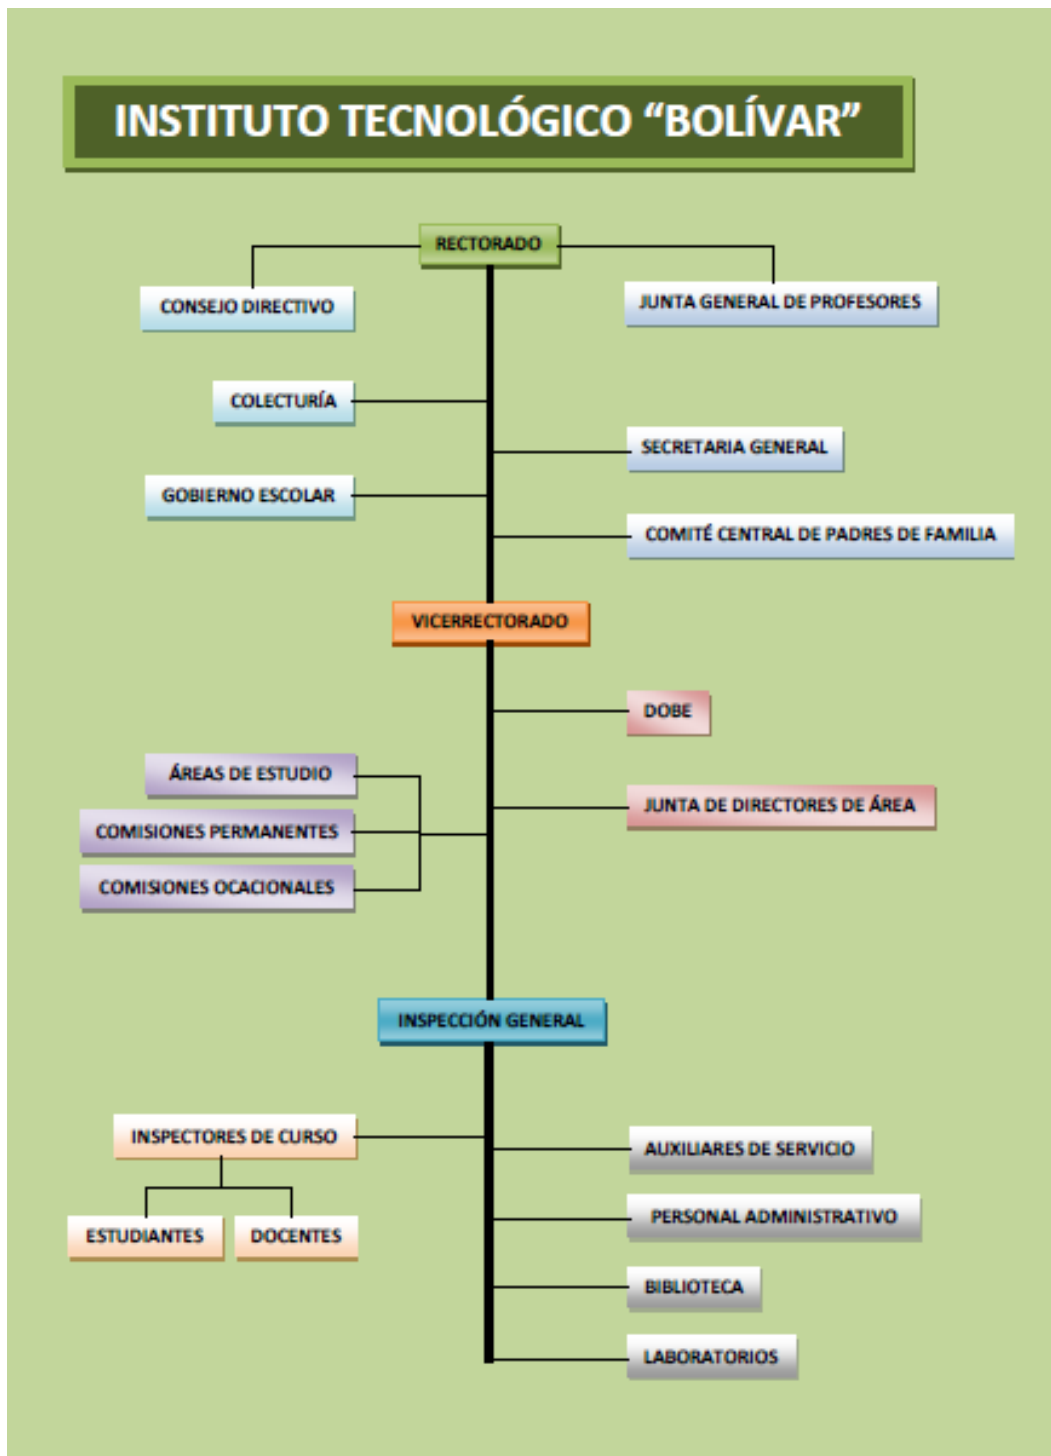 INSTITUTO TECNOLÓGICO “BOLÍVAR”
RECTORADO
CONSEJO DIRECTIVO
JUNTA GENERAL DE PROFESORES
COLECTURÍA
SECRETARIA GENERAL
GOBIERNO ESCOLAR
COMITÉ CENTRAL DE PADRES DE FAMILIA
VICERRECTORADO
DOBE
ÁREAS DE ESTUDIO
JUNTA DE DIRECTORES DE ÁREA
COMISIONES PERMANENTES
COMISIONES OCACIONALES
INSPECCIÓN GENERAL
INSPECTORES DE CURSO
AUXILIARES DE SERVICIO
PERSONAL ADMINISTRATIVO
ESTUDIANTES
DOCENTES
BIBLIOTECA
LABORATORIOS